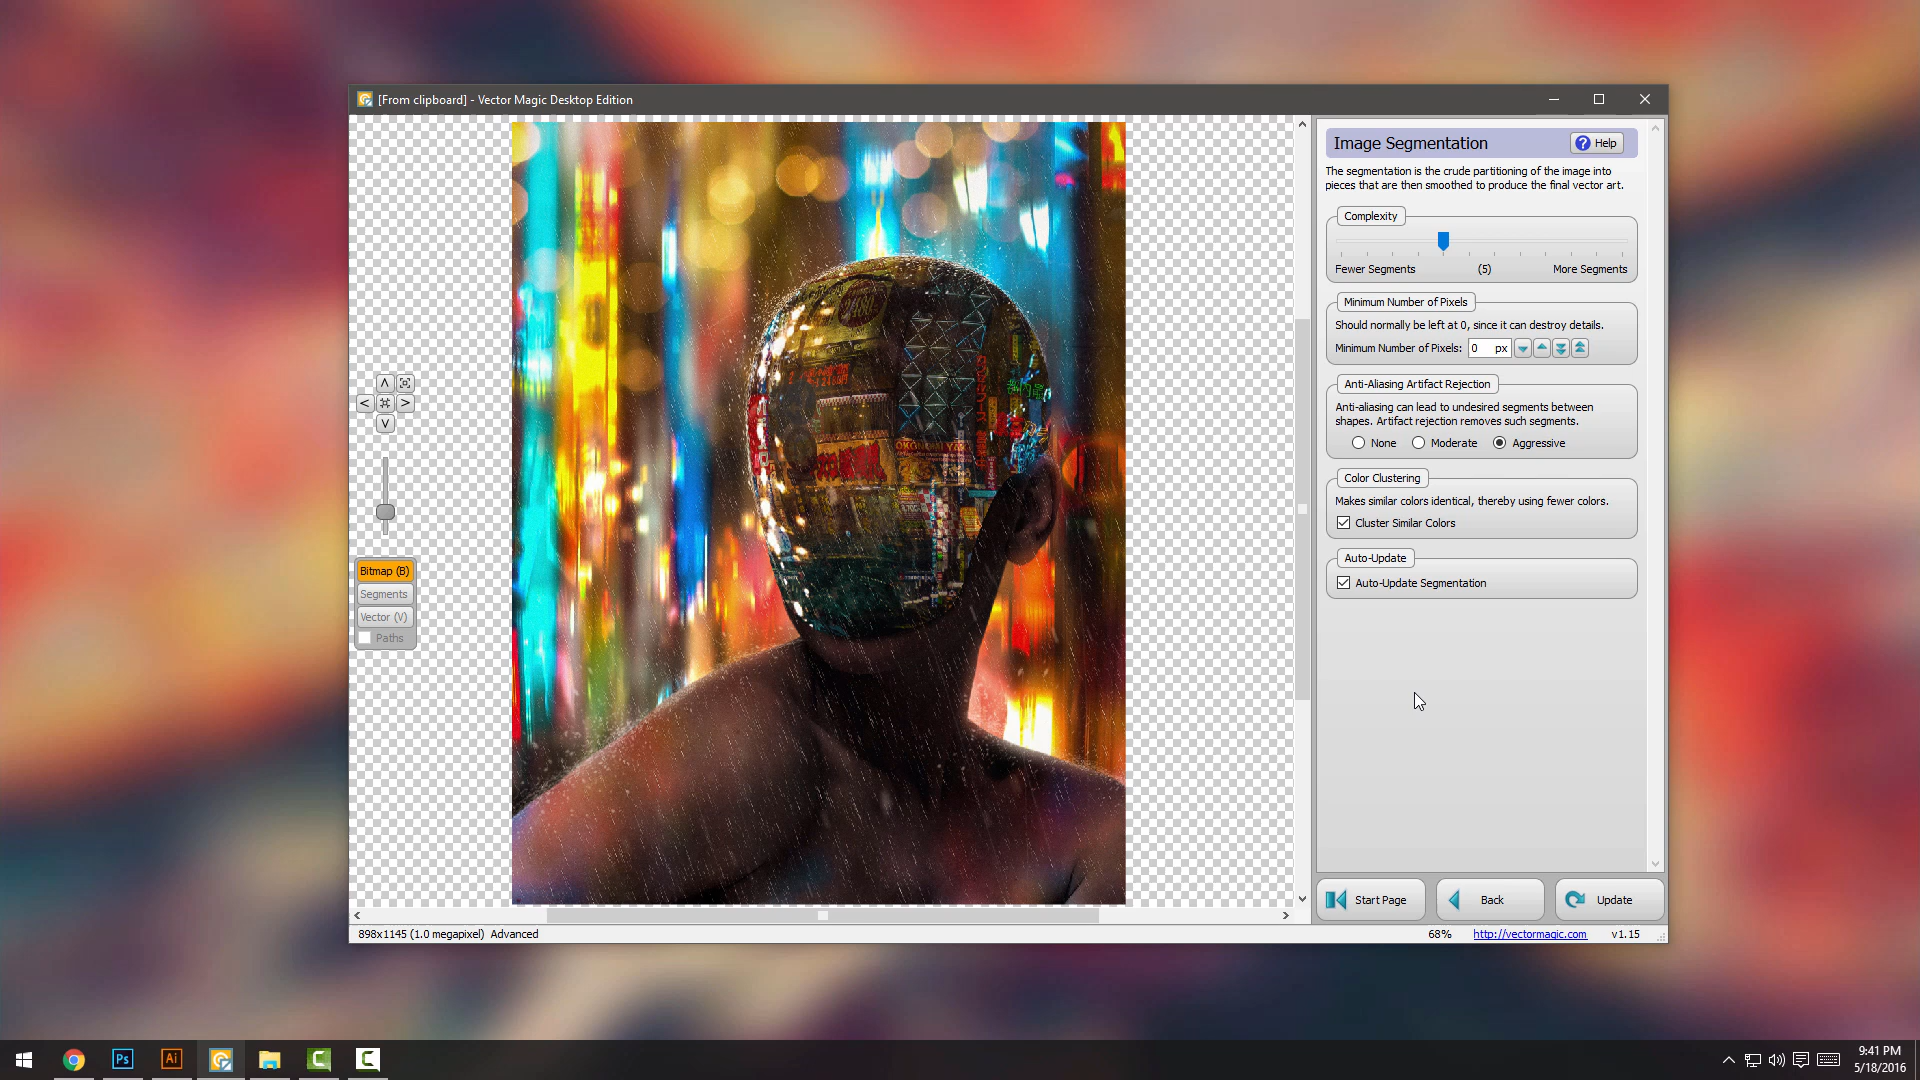 [From clipboard] - Vector Magic Desktop Edition
Image Segmentation
Help
The segmentation is the crude partitioning of the image into
pieces that are then smoothed to produce the final vector art.
Complexity
Fewer Segments (5) More Segments
Minimum Number of Pixels
Should normally be left at 0, since it can destroy details.
Minimum Number of Pixels: 0 px
Anti-Aliasing Artifact Rejection
Anti-aliasing can lead to undesired segments between
shapes. Artifact rejection removes such segments.
None Moderate Aggressive
Color Clustering
Makes similar colors identical, thereby using fewer colors.
Cluster Similar Colors
Auto-Update
Auto-Update Segmentation
Bitmap (B)
Segments
Vector (V)
Paths
Start Page Back Update
898x1145 (1.0 megapixel) Advanced
68% http://vectormagic.com v1.15
Ps
Ai
9:41 PM
5/18/2016